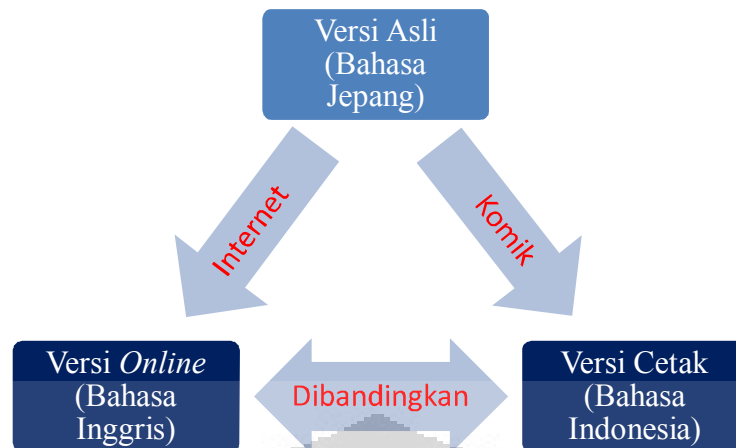 Versi Asli
(Bahasa
Jepang)
Internet
Komik
Versi Online
(Bahasa
Inggris)
Dibandingkan
Versi Cetak
(Bahasa
Indonesia)